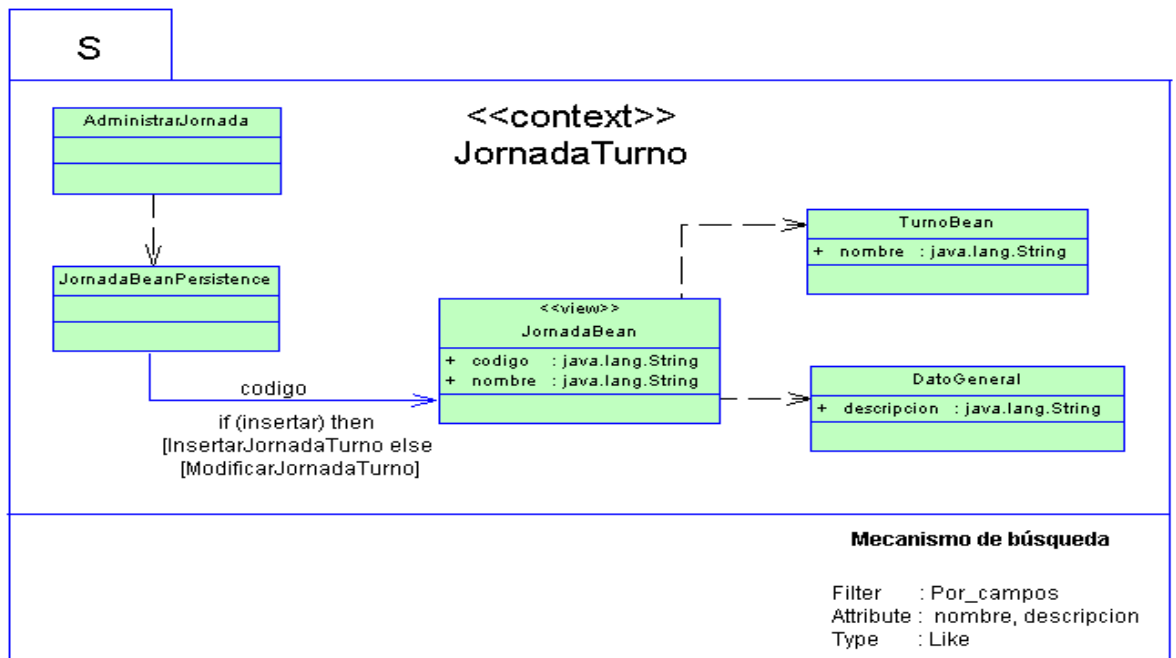 S
<<context>>
JornadaTurno
AdministrarJornada
JornadaBeanPersistence
codigo
if (insertar) then
[InsertarJornadaTurno else
[ModificarJornadaTurno]
<<view>>
JornadaBean
+ codigo : java.lang.String
+ nombre : java.lang.String
TurnoBean
+ nombre : java.lang.String
DatoGeneral
+ descripcion : java.lang.String
Mecanismo de búsqueda
Filter : Por_campos
Attribute : nombre, descripcion
Type : Like